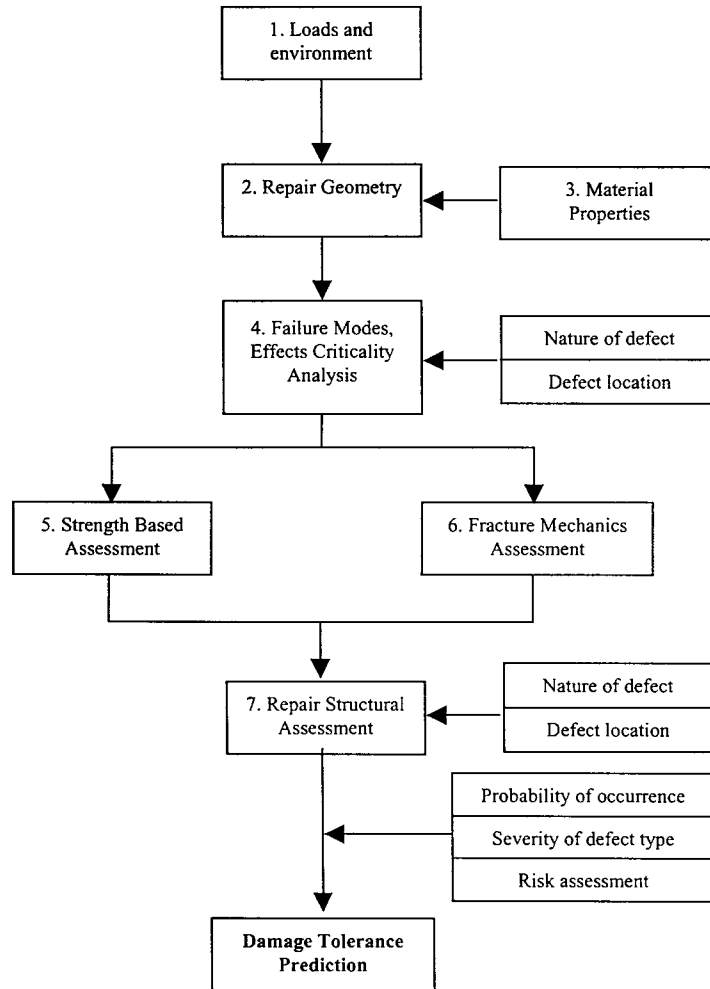 1. Loads and
environment
2. Repair Geometry
3. Material
Properties
4. Failure Modes,
Effects Criticality
Analysis
Nature of defect
Defect location
5. Strength Based
Assessment
6. Fracture Mechanics
Assessment
7. Repair Structural
Assessment
Nature of defect
Defect location
Probability of occurrence
Severity of defect type
Risk assessment
Damage Tolerance
Prediction